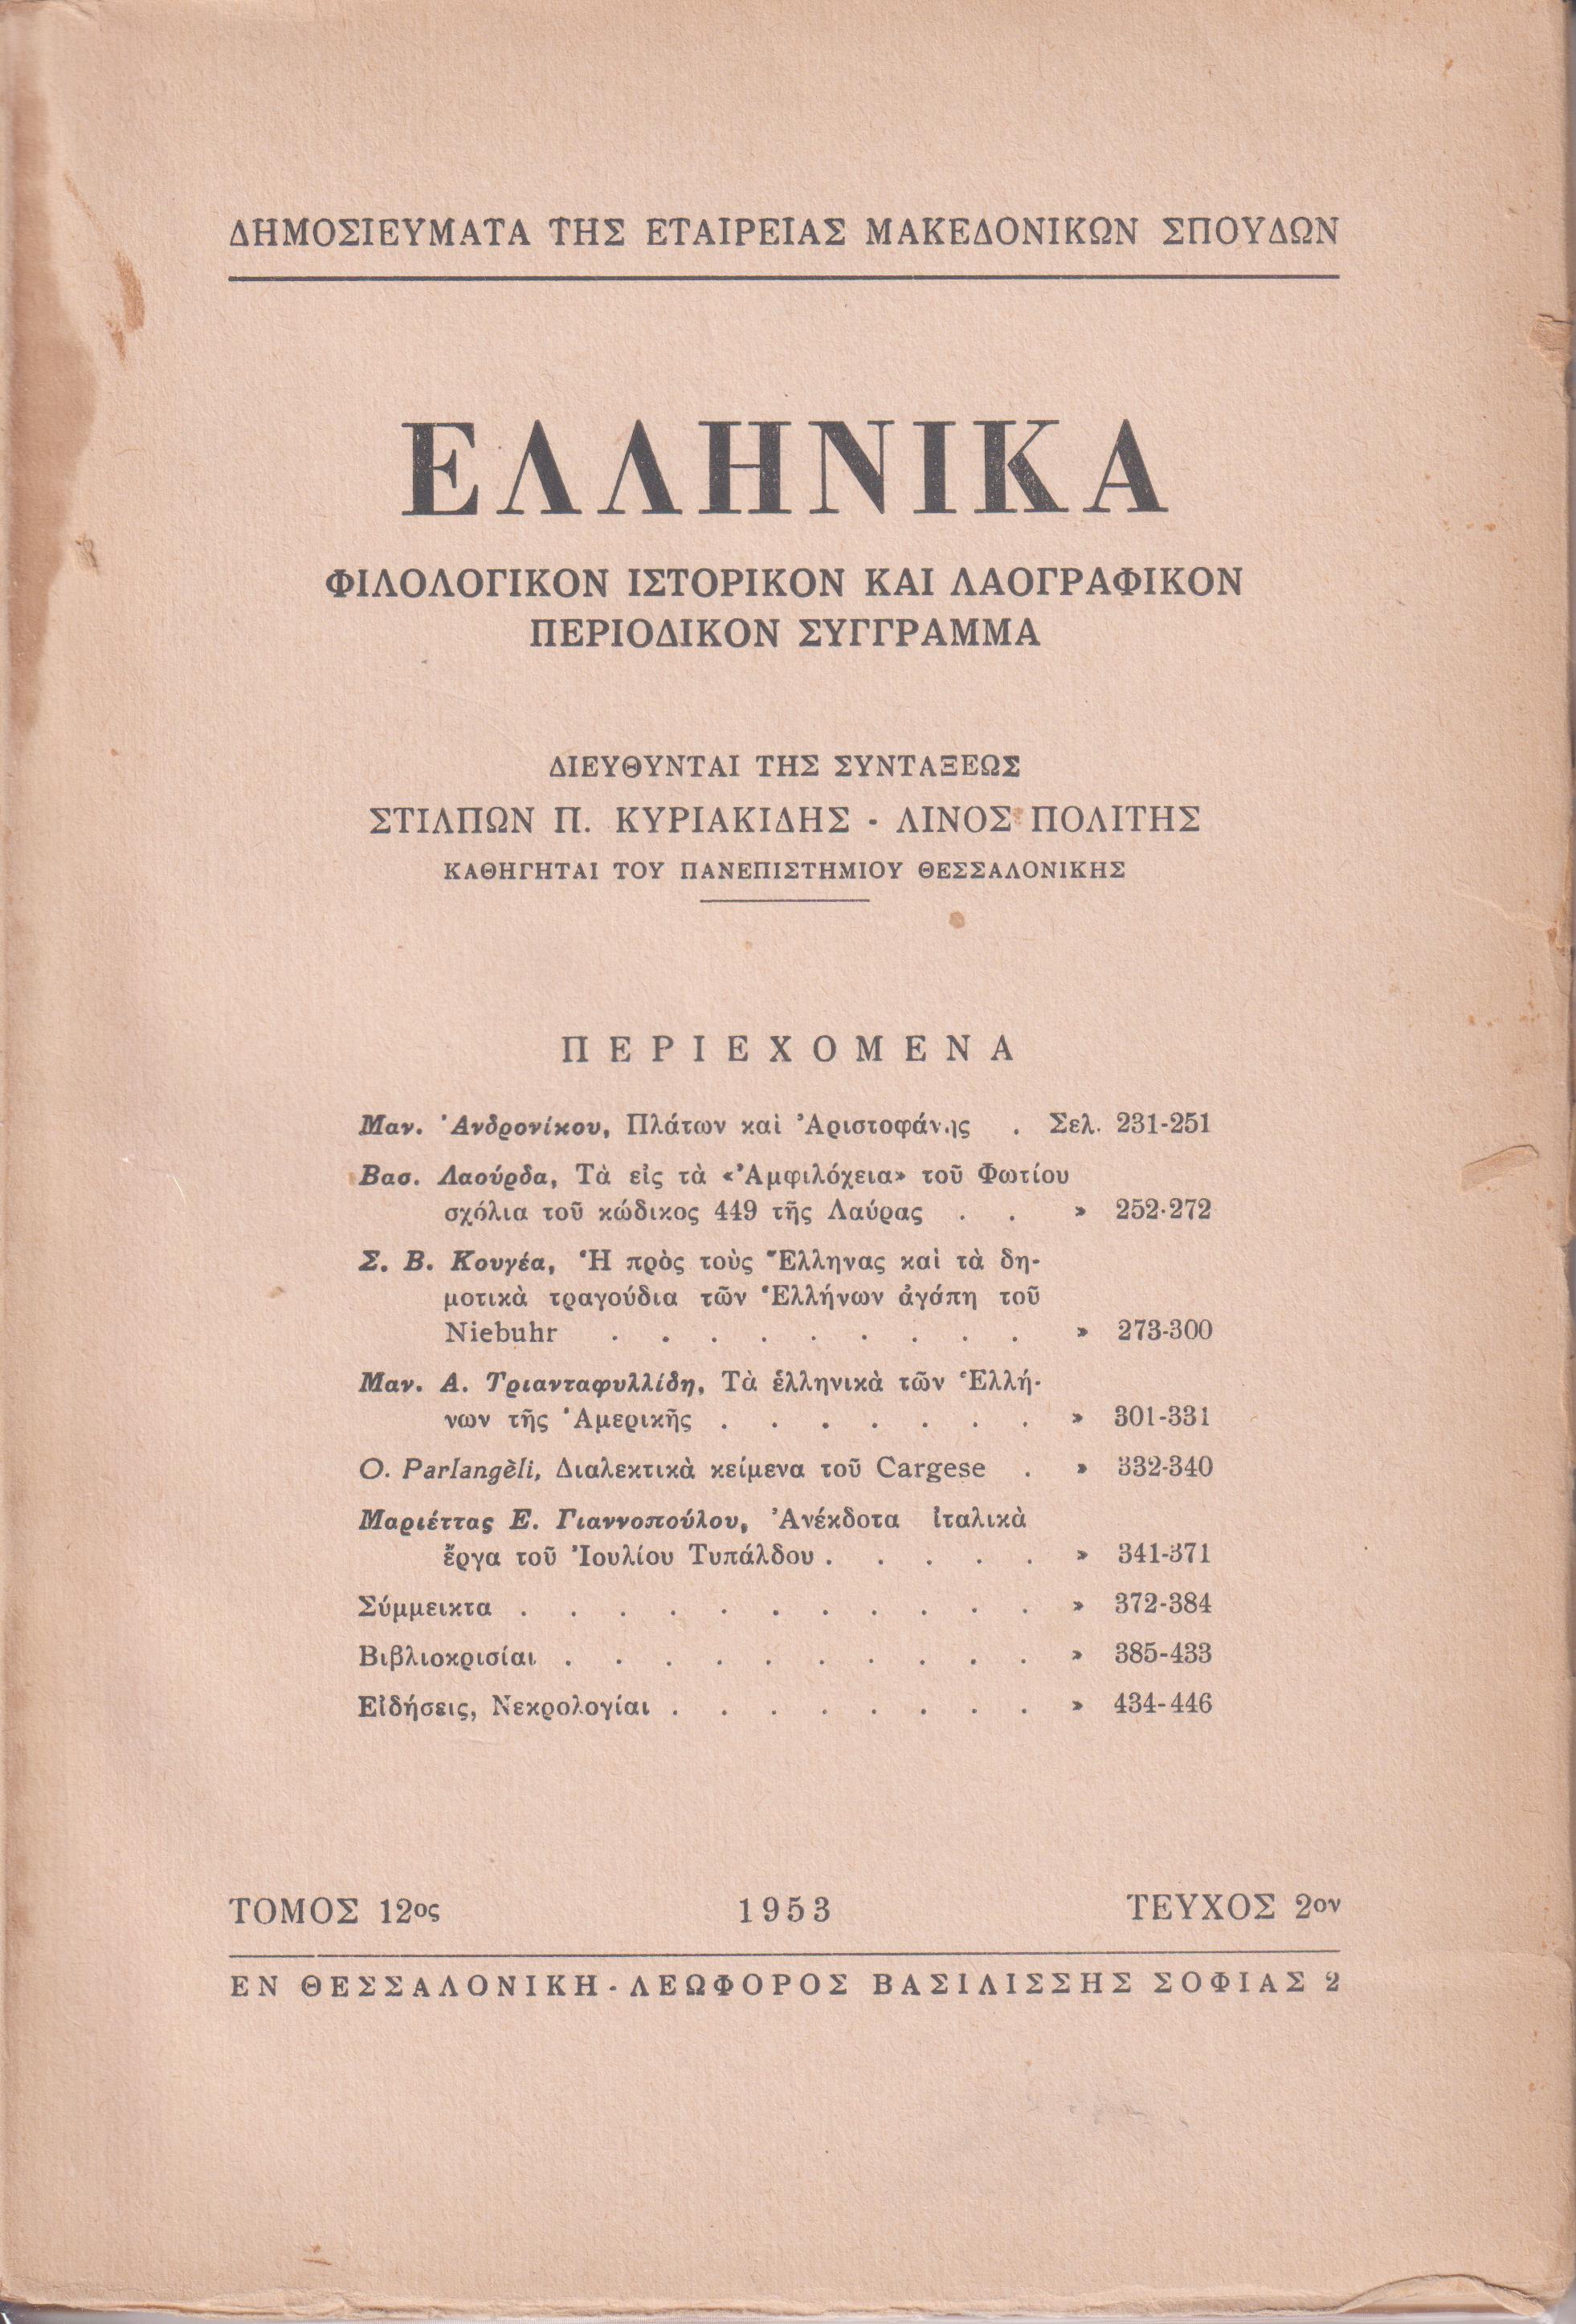 ΔΗΜΟΣΙΕΥΜΑΤΑ ΤΗΣ ΕΤΑΙΡΕΙΑΣ ΜΑΚΕΔΟΝΙΚΩΝ ΣΠΟΥΔΩΝ
ΕΛΛΗΝΙΚΑ
ΦΙΛΟΛΟΓΙΚΟΝ ΙΣΤΟΡΙΚΟΝ ΚΑΙ ΛΑΟΓΡΑΦΙΚΟΝ
ΠΕΡΙΟΔΙΚΟΝ ΣΥΓΓΡΑΜΜΑ
ΔΙΕΥΘΥΝΤΑΙ ΤΗΣ ΣΥΝΤΑΞΕΩΣ
ΣΤΙΛΠΩΝ Π. ΚΥΡΙΑΚΙΔΗΣ - ΛΙΝΟΣ ΠΟΛΙΤΗΣ
ΚΑΘΗΓΗΤΑΙ ΤΟΥ ΠΑΝΕΠΙΣΤΗΜΙΟΥ ΘΕΣΣΑΛΟΝΙΚΗΣ
ΠΕΡΙΕΧΟΜΕΝΑ
Μαν. Ἀνδρονίκου, Πλάτων καὶ Ἀριστοφάνης . Σελ. 231-251
Βασ. Λαούρδα, Τὰ εἰς τὰ «Ἀμφιλόχεια» τοῦ Φωτίου
σχόλια τοῦ κώδικος 449 τῆς Λαύρας . . » 252-272
Σ. Β. Κουγέα, Ἡ πρὸς τοὺς Ἕλληνας καὶ τὰ δη-
μοτικὰ τραγούδια τῶν Ἑλλήνων ἀγάπη τοῦ
Niebuhr . . . . . . . . . » 273-300
Μαν. Α. Τριανταφυλλίδη, Τὰ ἑλληνικὰ τῶν Ἑλλή-
νων τῆς Ἀμερικῆς . . . . . . . » 301-331
O. Parlangèli, Διαλεκτικὰ κείμενα τοῦ Cargese . » 332-340
Μαριέττας Ε. Γιαννοπούλου, Ἀνέκδοτα ἰταλικὰ
ἔργα τοῦ Ἰουλίου Τυπάλδου . . . . . » 341-371
Σύμμεικτα . . . . . . . . . . . » 372-384
Βιβλιοκρισίαι . . . . . . . . . . » 385-433
Εἰδήσεις, Νεκρολογίαι . . . . . . . . » 434-446
ΤΟΜΟΣ 12ος 1953 ΤΕΥΧΟΣ 2ον
ΕΝ ΘΕΣΣΑΛΟΝΙΚΗ - ΛΕΩΦΟΡΟΣ ΒΑΣΙΛΙΣΣΗΣ ΣΟΦΙΑΣ 2